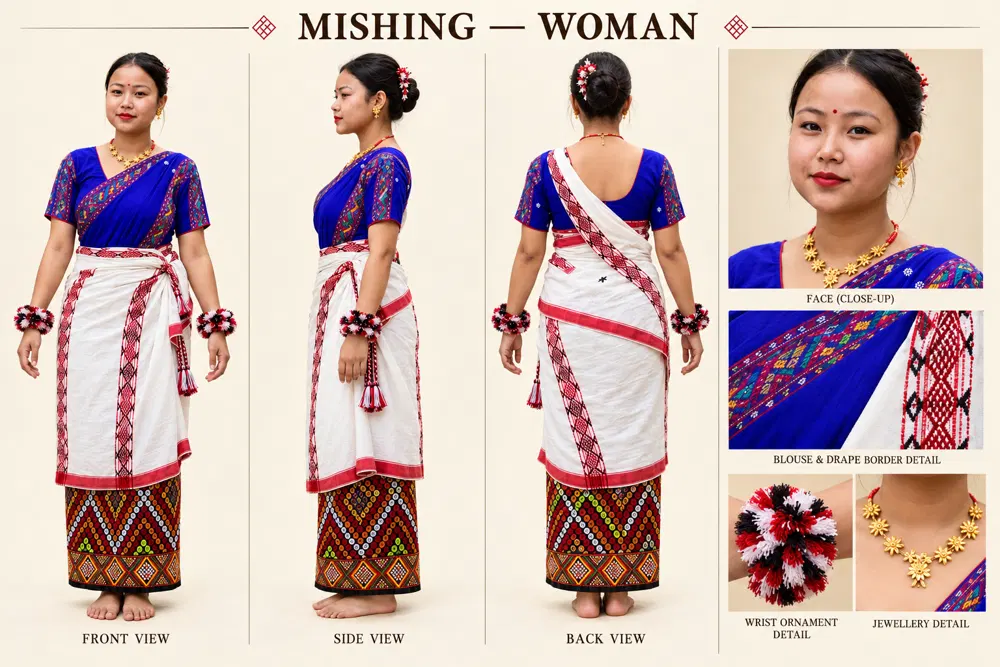 MISHING — WOMAN
FRONT VIEW
SIDE VIEW
BACK VIEW
FACE (CLOSE-UP)
BLOUSE & DRAPE BORDER DETAIL
WRIST ORNAMENT
DETAIL
JEWELLERY DETAIL